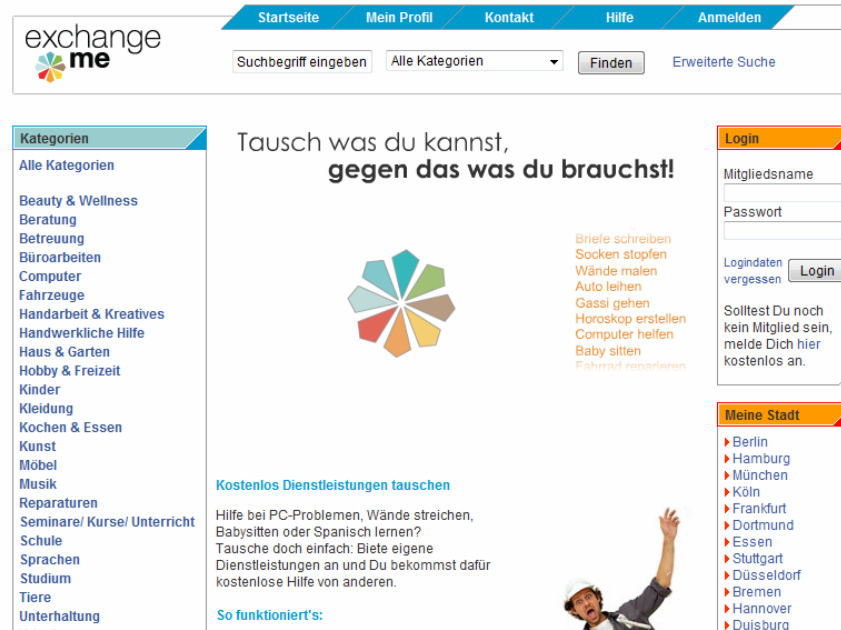 Startseite
Mein Profil
Kontakt
Hilfe
Anmelden
exchange
me
Suchbegriff eingeben
Alle Kategorien
Finden
Erweiterte Suche
Kategorien
Alle Kategorien
Beauty & Wellness
Beratung
Betreuung
Büroarbeiten
Computer
Fahrzeuge
Handarbeit & Kreatives
Handwerkliche Hilfe
Haus & Garten
Hobby & Freizeit
Kinder
Kleidung
Kochen & Essen
Kunst
Möbel
Musik
Reparaturen
Seminare/ Kurse/ Unterricht
Schule
Sprachen
Studium
Tiere
Unterhaltung
Tausch was du kannst,
gegen das was du brauchst!
Briefe schreiben
Socken stopfen
Wände malen
Auto leihen
Gassi gehen
Horoskop erstellen
Computer helfen
Baby sitten
Fahrrad reparieren
Kostenlos Dienstleistungen tauschen
Hilfe bei PC-Problemen, Wände streichen,
Babysitten oder Spanisch lernen?
Tausche doch einfach: Biete eigene
Dienstleistungen an und Du bekommst dafür
kostenlose Hilfe von anderen.
So funktioniert's:
Login
Mitgliedsname
Passwort
Logindaten
vergessen
Login
Solltest Du noch
kein Mitglied sein,
melde Dich hier
kostenlos an.
Meine Stadt
Berlin
Hamburg
München
Köln
Frankfurt
Dortmund
Essen
Stuttgart
Düsseldorf
Bremen
Hannover
Duisburg